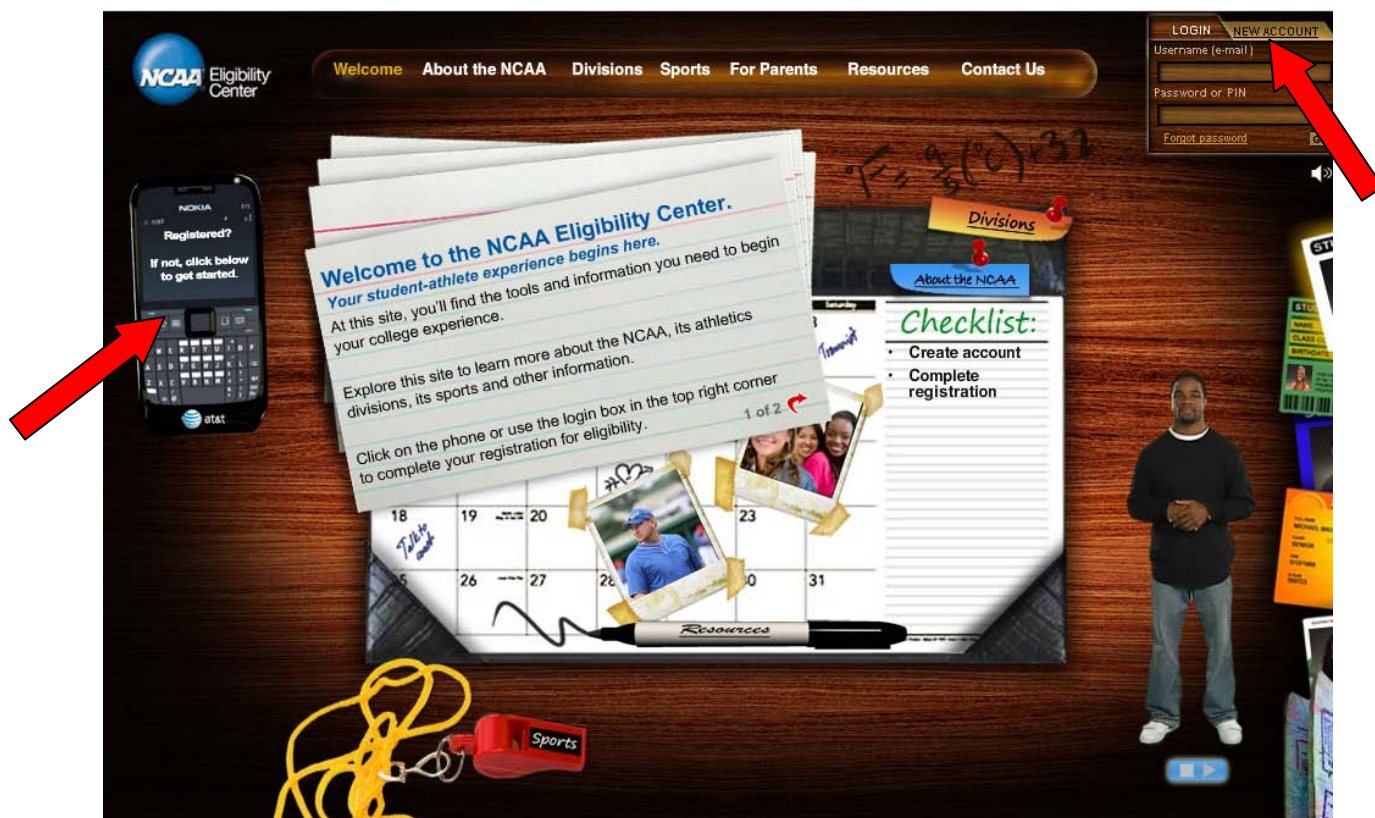 NCAA Eligibility
Center
Welcome About the NCAA Divisions Sports For Parents Resources Contact Us
LOGIN NEW ACCOUNT
Username (e-mail)
Password or PIN
Forgot password
NOKIA
Registered?
If not, click below
to get started.
at&t
Welcome to the NCAA Eligibility Center.
Your student-athlete experience begins here.
At this site, you'll find the tools and information you need to begin
your college experience.
Explore this site to learn more about the NCAA, its athletics
divisions, its sports and other information.
Click on the phone or use the login box in the top right corner
to complete your registration for eligibility.
1 of 2
°F= 9/5(°C)+32
Divisions
About the NCAA
Saturday
Transcript
Checklist:
• Create account
• Complete
registration
18 19 20 23
Talk to
coach
26 27 28 30 31
Resources
Sports